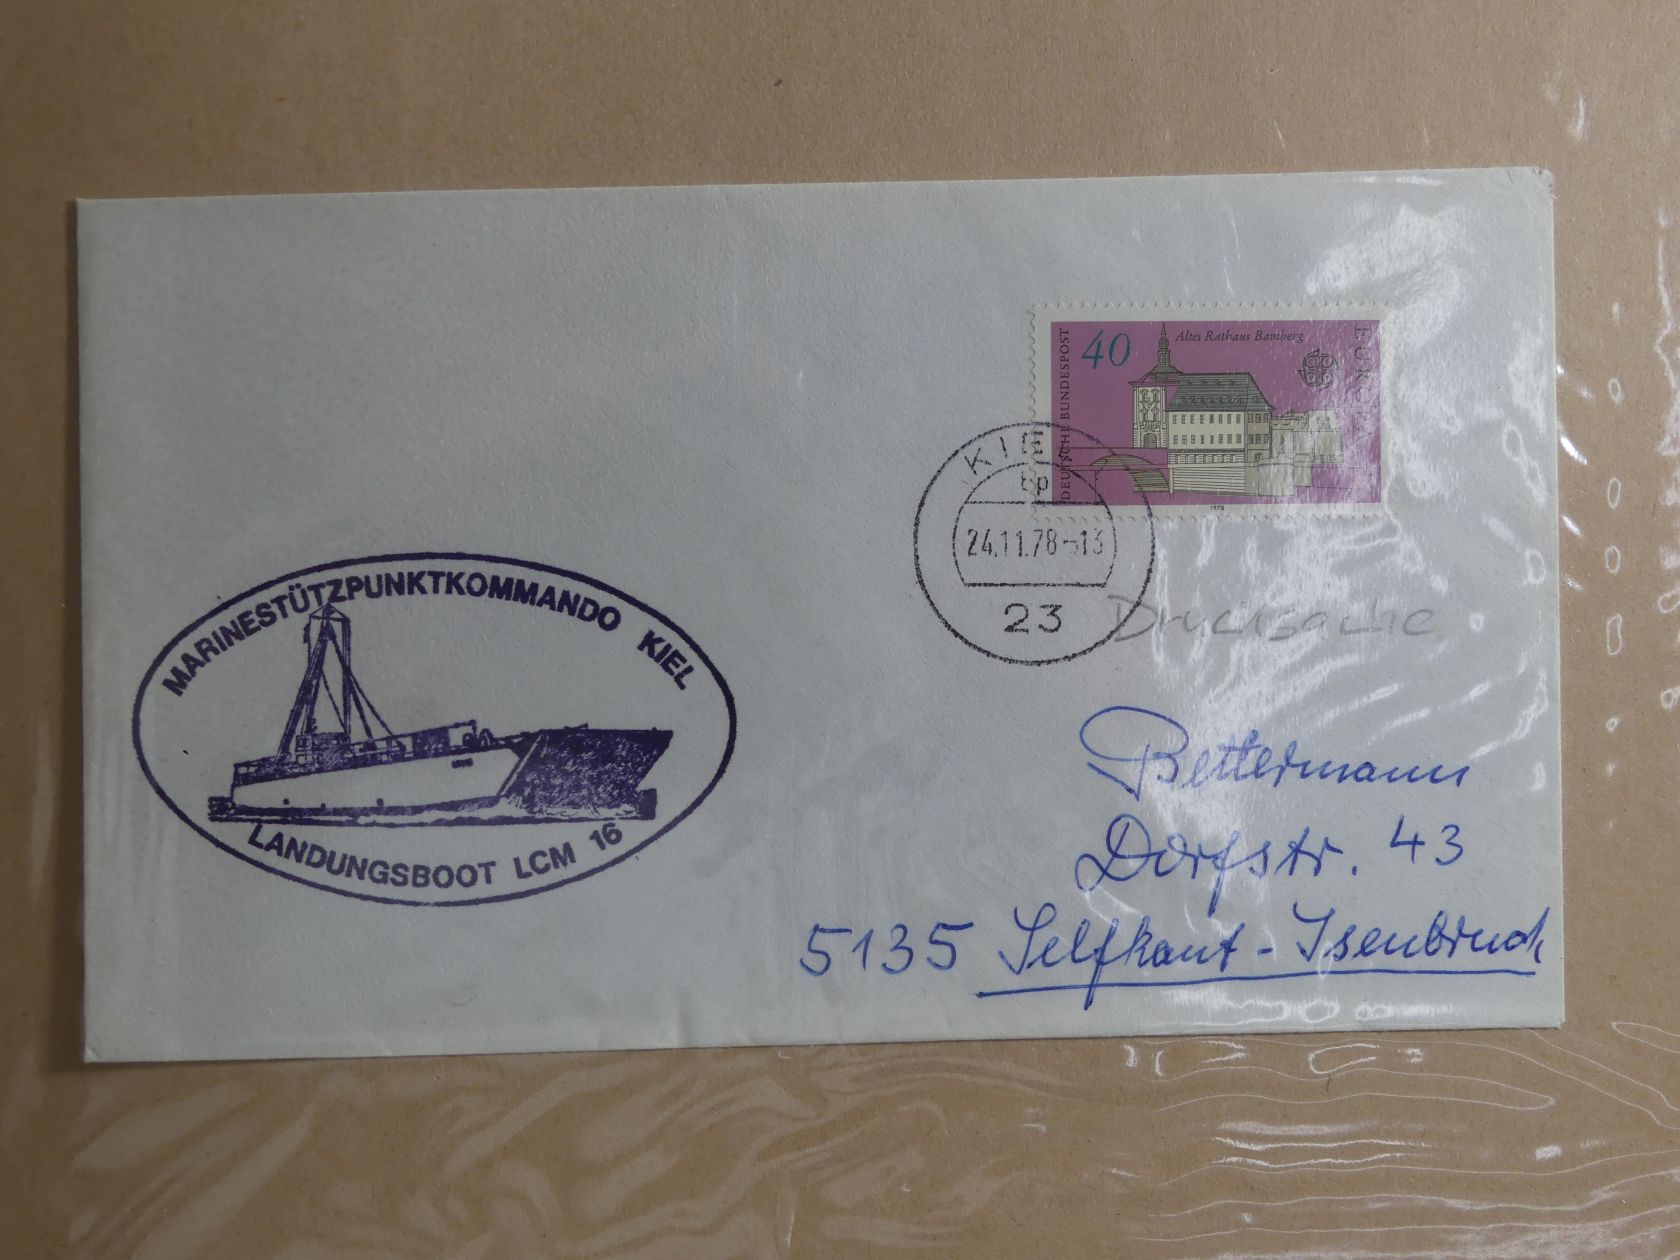 40
Altes Rathaus Bamberg
DEUTSCHE BUNDESPOST
EUROPA
1978
KIE
bp
24.11.78-13
23
Drucksache
MARINESTÜTZPUNKTKOMMANDO KIEL
LANDUNGSBOOT LCM 16
Bettermann
Dorfstr. 43
5135 Selfkant-Isenbruch